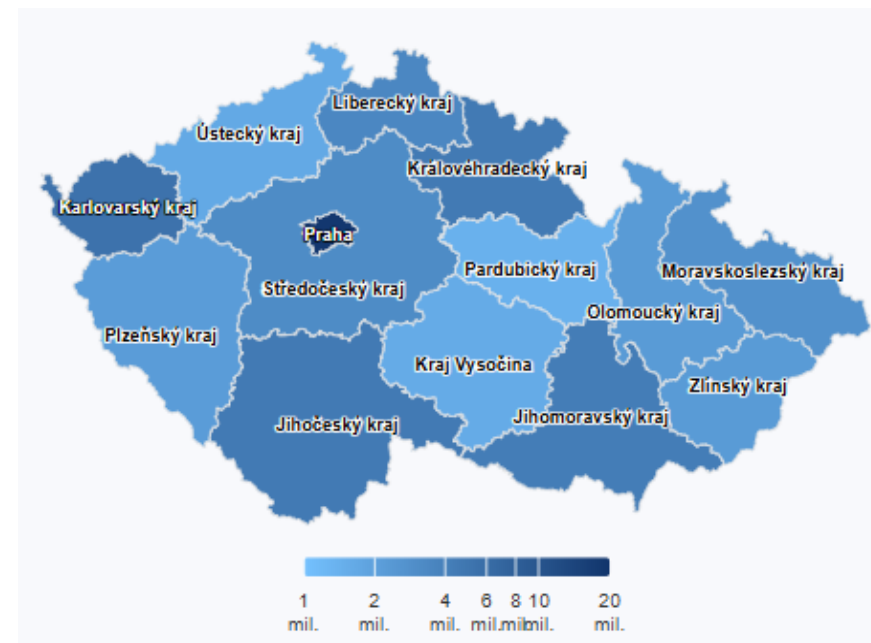 Liberecký kraj
Ústecký kraj
Královéhradecký kraj
Karlovarský kraj
Praha
Pardubický kraj
Moravskoslezský kraj
Středočeský kraj
Olomoucký kraj
Plzeňský kraj
Kraj Vysočina
Zlínský kraj
Jihomoravský kraj
Jihočeský kraj
1 2 4 6 8 10 20
mil. mil. mil. mil. mil. mil. mil.